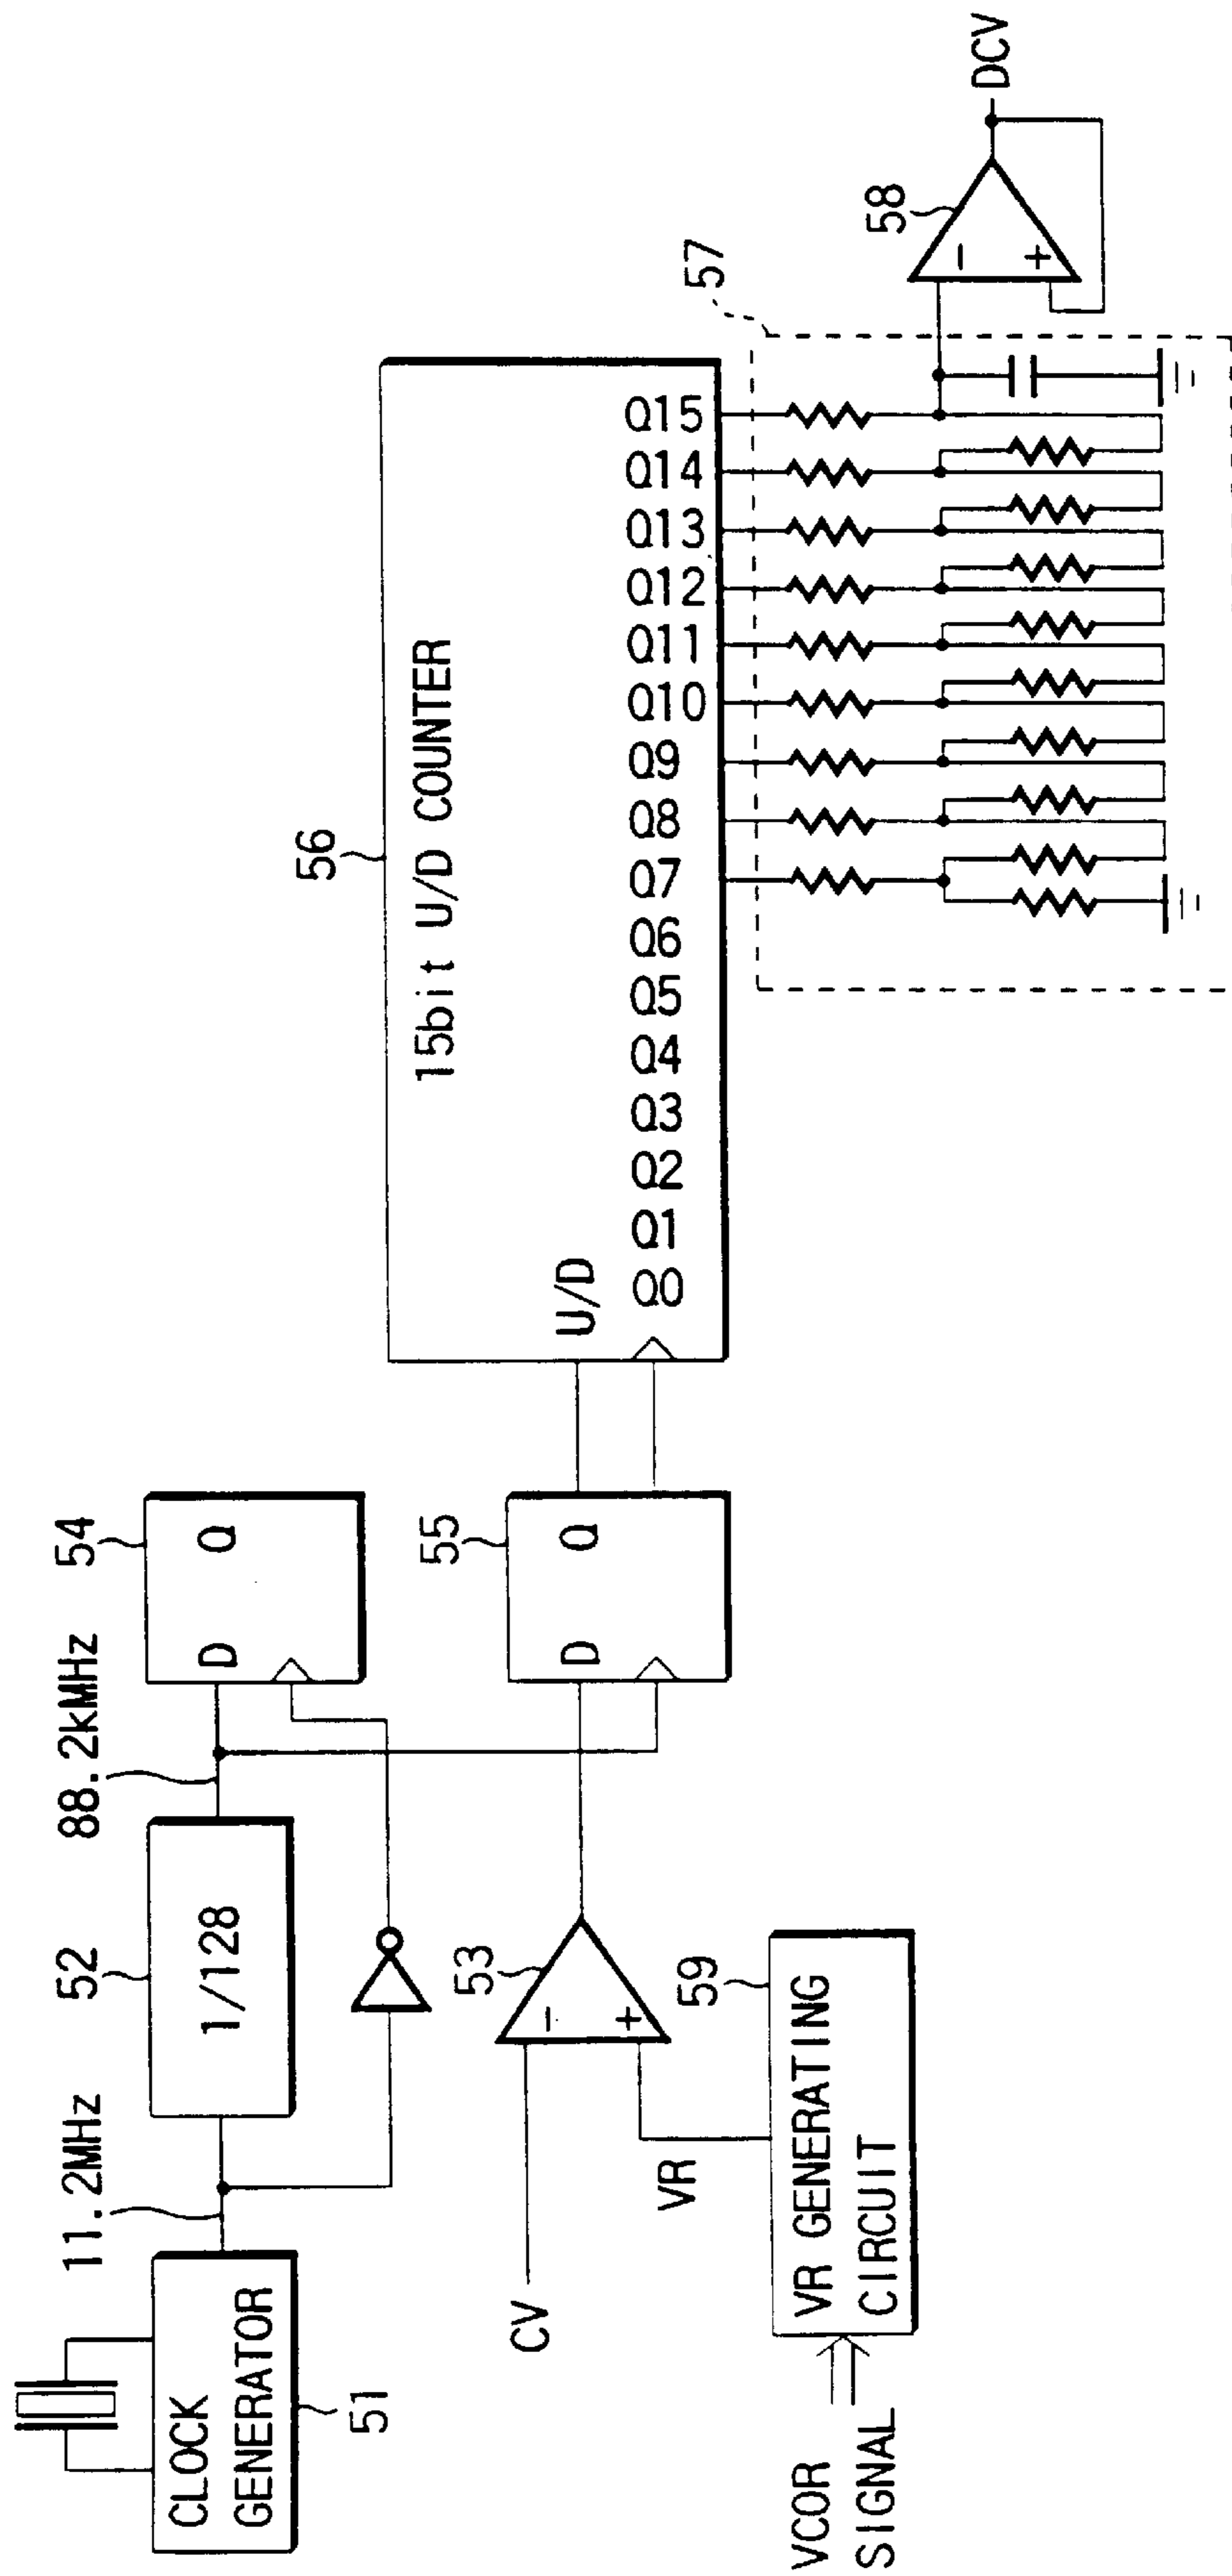 11.2MHz
52
88.2kMHz
54
CLOCK
GENERATOR
51
1/128
D
Q
CV
53
-
+
VR
55
D
Q
VCOR
SIGNAL
59
VR GENERATING
CIRCUIT
56
15bit U/D COUNTER
U/D
Q0 Q1 Q2 Q3 Q4 Q5 Q6 Q7 Q8 Q9 Q10 Q11 Q12 Q13 Q14 Q15
57
58
-
+
DCV